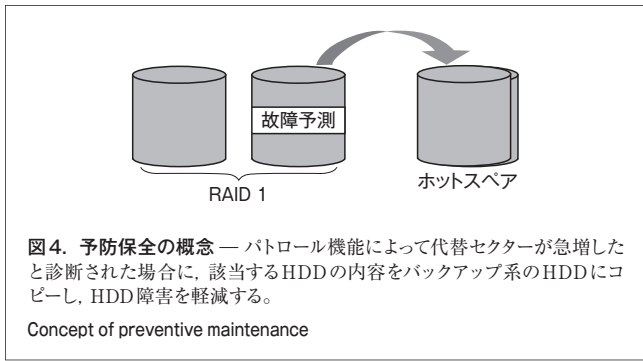 故障予測
RAID 1
ホットスペア
図4. 予防保全の概念 — パトロール機能によって代替セクターが急増した
と診断された場合に，該当するHDDの内容をバックアップ系のHDDにコ
ピーし，HDD障害を軽減する。
Concept of preventive maintenance